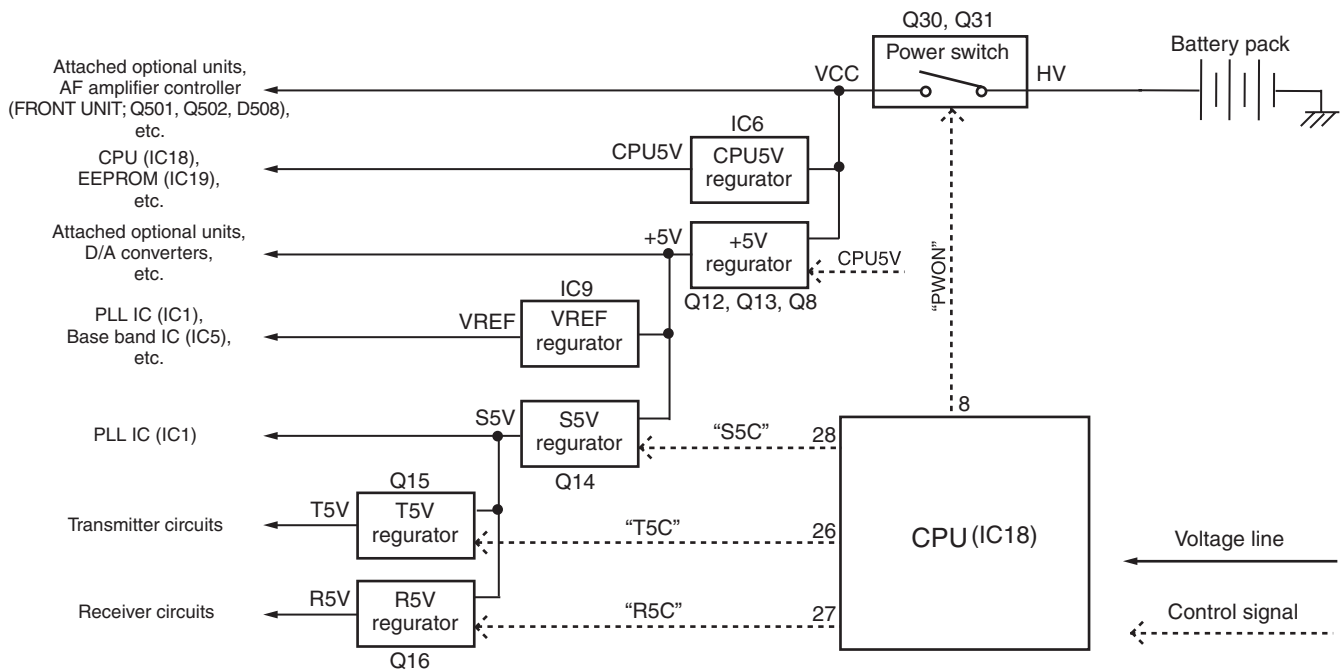 Q30, Q31
Power switch
Battery pack
VCC
HV
Attached optional units,
AF amplifier controller
(FRONT UNIT; Q501, Q502, D508),
etc.
IC6
CPU5V
CPU5V
regurator
CPU (IC18),
EEPROM (IC19),
etc.
Attached optional units,
D/A converters,
etc.
+5V
+5V
regurator
CPU5V
Q12, Q13, Q8
“PWON”
IC9
VREF
VREF
regurator
PLL IC (IC1),
Base band IC (IC5),
etc.
8
S5V
S5V
regurator
“S5C”
28
PLL IC (IC1)
Q14
Q15
T5V
T5V
regurator
“T5C”
26
Transmitter circuits
CPU (IC18)
Voltage line
R5V
R5V
regurator
“R5C”
27
Receiver circuits
Control signal
Q16